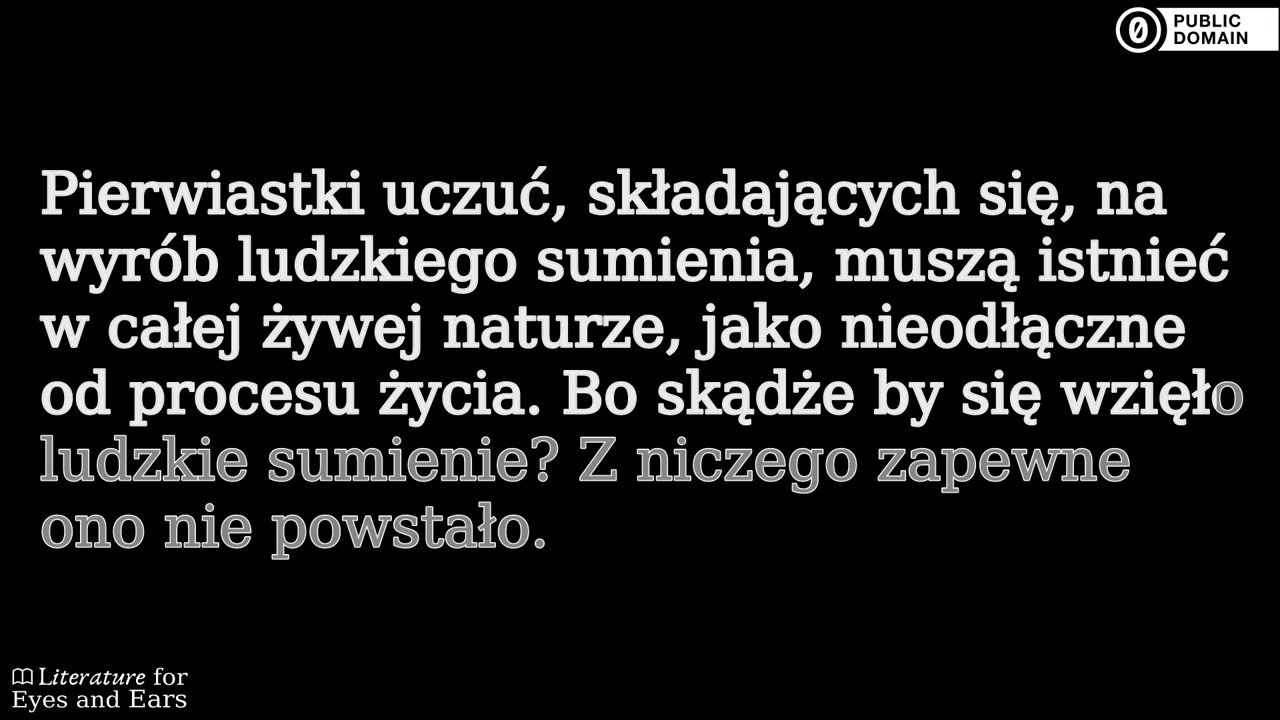 PUBLIC
DOMAIN
Pierwiastki uczuć, składających się, na
wyrób ludzkiego sumienia, muszą istnieć
w całej żywej naturze, jako nieodłączne
od procesu życia. Bo skądże by się wzięło
ludzkie sumienie? Z niczego zapewne
ono nie powstało.
Literature for
Eyes and Ears